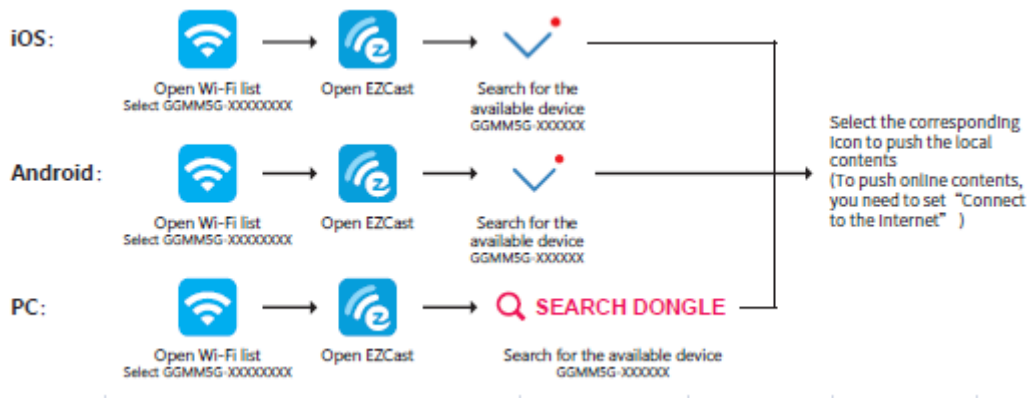 iOS:
Open Wi-Fi list
Select GGMM5G-XXXXXXXX
Open EZCast
Search for the
available device
GGMM5G-XXXXXX
Select the corresponding
icon to push the local
contents
(To push online contents,
you need to set “Connect
to the Internet” )
Android:
Open Wi-Fi list
Select GGMM5G-XXXXXXXX
Open EZCast
Search for the
available device
GGMM5G-XXXXXX
PC:
SEARCH DONGLE
Open Wi-Fi list
Select GGMM5G-XXXXXXXX
Open EZCast
Search for the available device
GGMM5G-XXXXXX